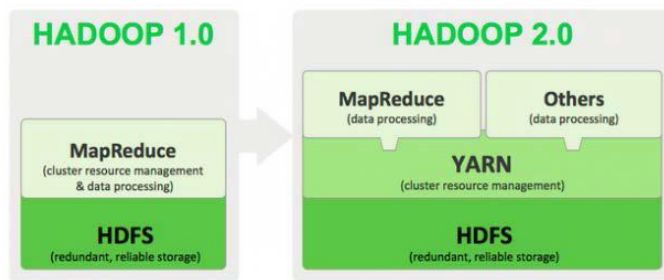 HADOOP 1.0
MapReduce
(cluster resource management
& data processing)
HDFS
(redundant, reliable storage)
HADOOP 2.0
MapReduce
(data processing)
Others
(data processing)
YARN
(cluster resource management)
HDFS
(redundant, reliable storage)